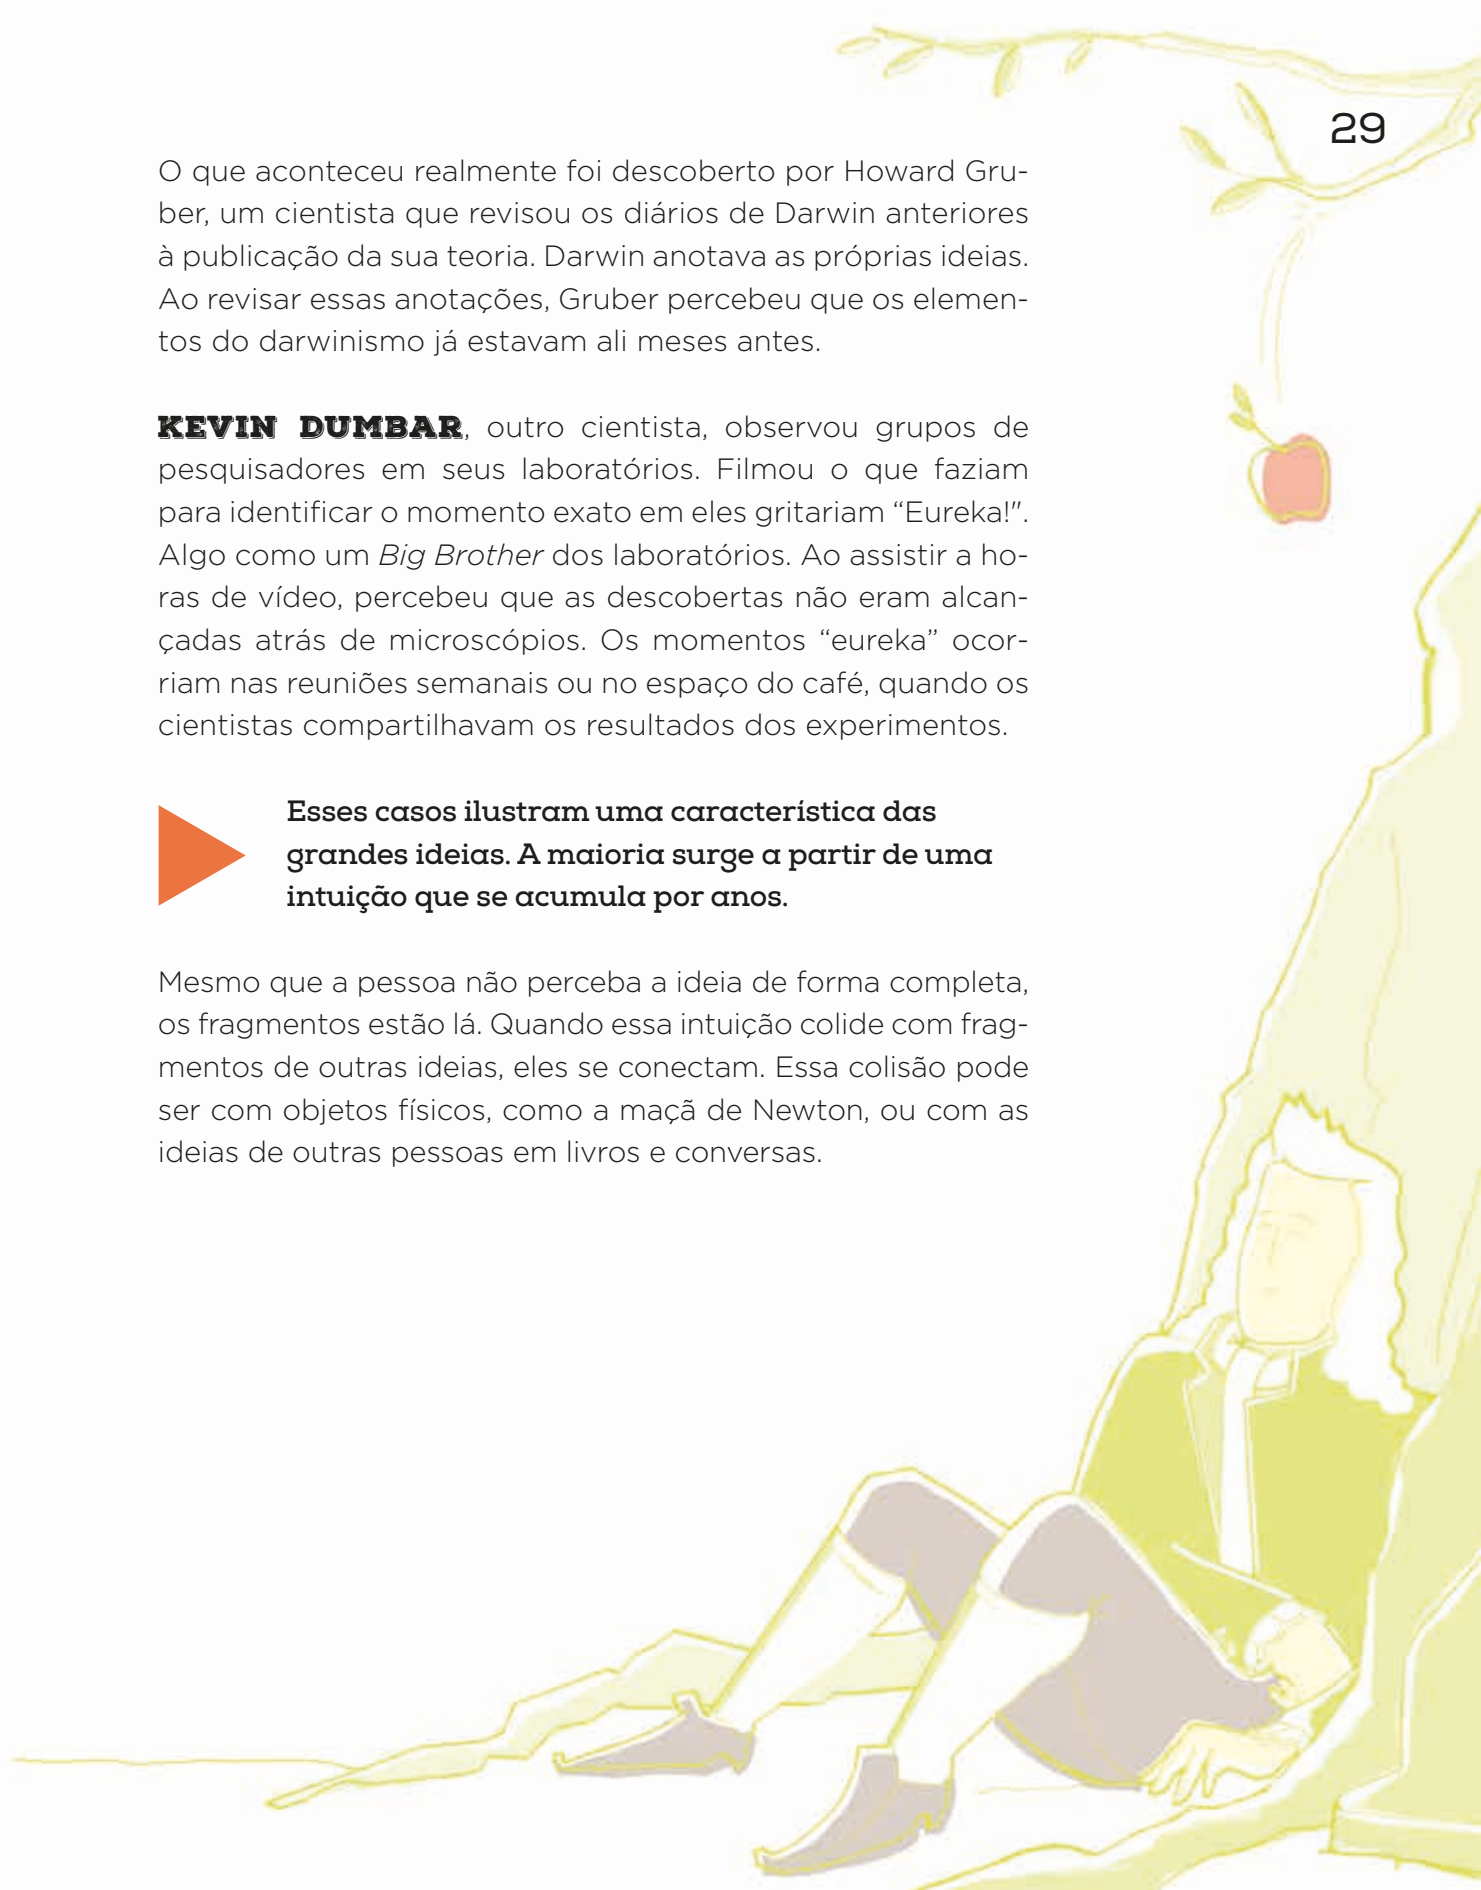 29
O que aconteceu realmente foi descoberto por Howard Gru-
ber, um cientista que revisou os diários de Darwin anteriores
à publicação da sua teoria. Darwin anotava as próprias ideias.
Ao revisar essas anotações, Gruber percebeu que os elemen-
tos do darwinismo já estavam ali meses antes.
KEVIN DUMBAR, outro cientista, observou grupos de
pesquisadores em seus laboratórios. Filmou o que faziam
para identificar o momento exato em eles gritariam “Eureka!".
Algo como um Big Brother dos laboratórios. Ao assistir a ho-
ras de vídeo, percebeu que as descobertas não eram alcan-
çadas atrás de microscópios. Os momentos “eureka” ocor-
riam nas reuniões semanais ou no espaço do café, quando os
cientistas compartilhavam os resultados dos experimentos.
Esses casos ilustram uma característica das
grandes ideias. A maioria surge a partir de uma
intuição que se acumula por anos.
Mesmo que a pessoa não perceba a ideia de forma completa,
os fragmentos estão lá. Quando essa intuição colide com frag-
mentos de outras ideias, eles se conectam. Essa colisão pode
ser com objetos físicos, como a maçã de Newton, ou com as
ideias de outras pessoas em livros e conversas.